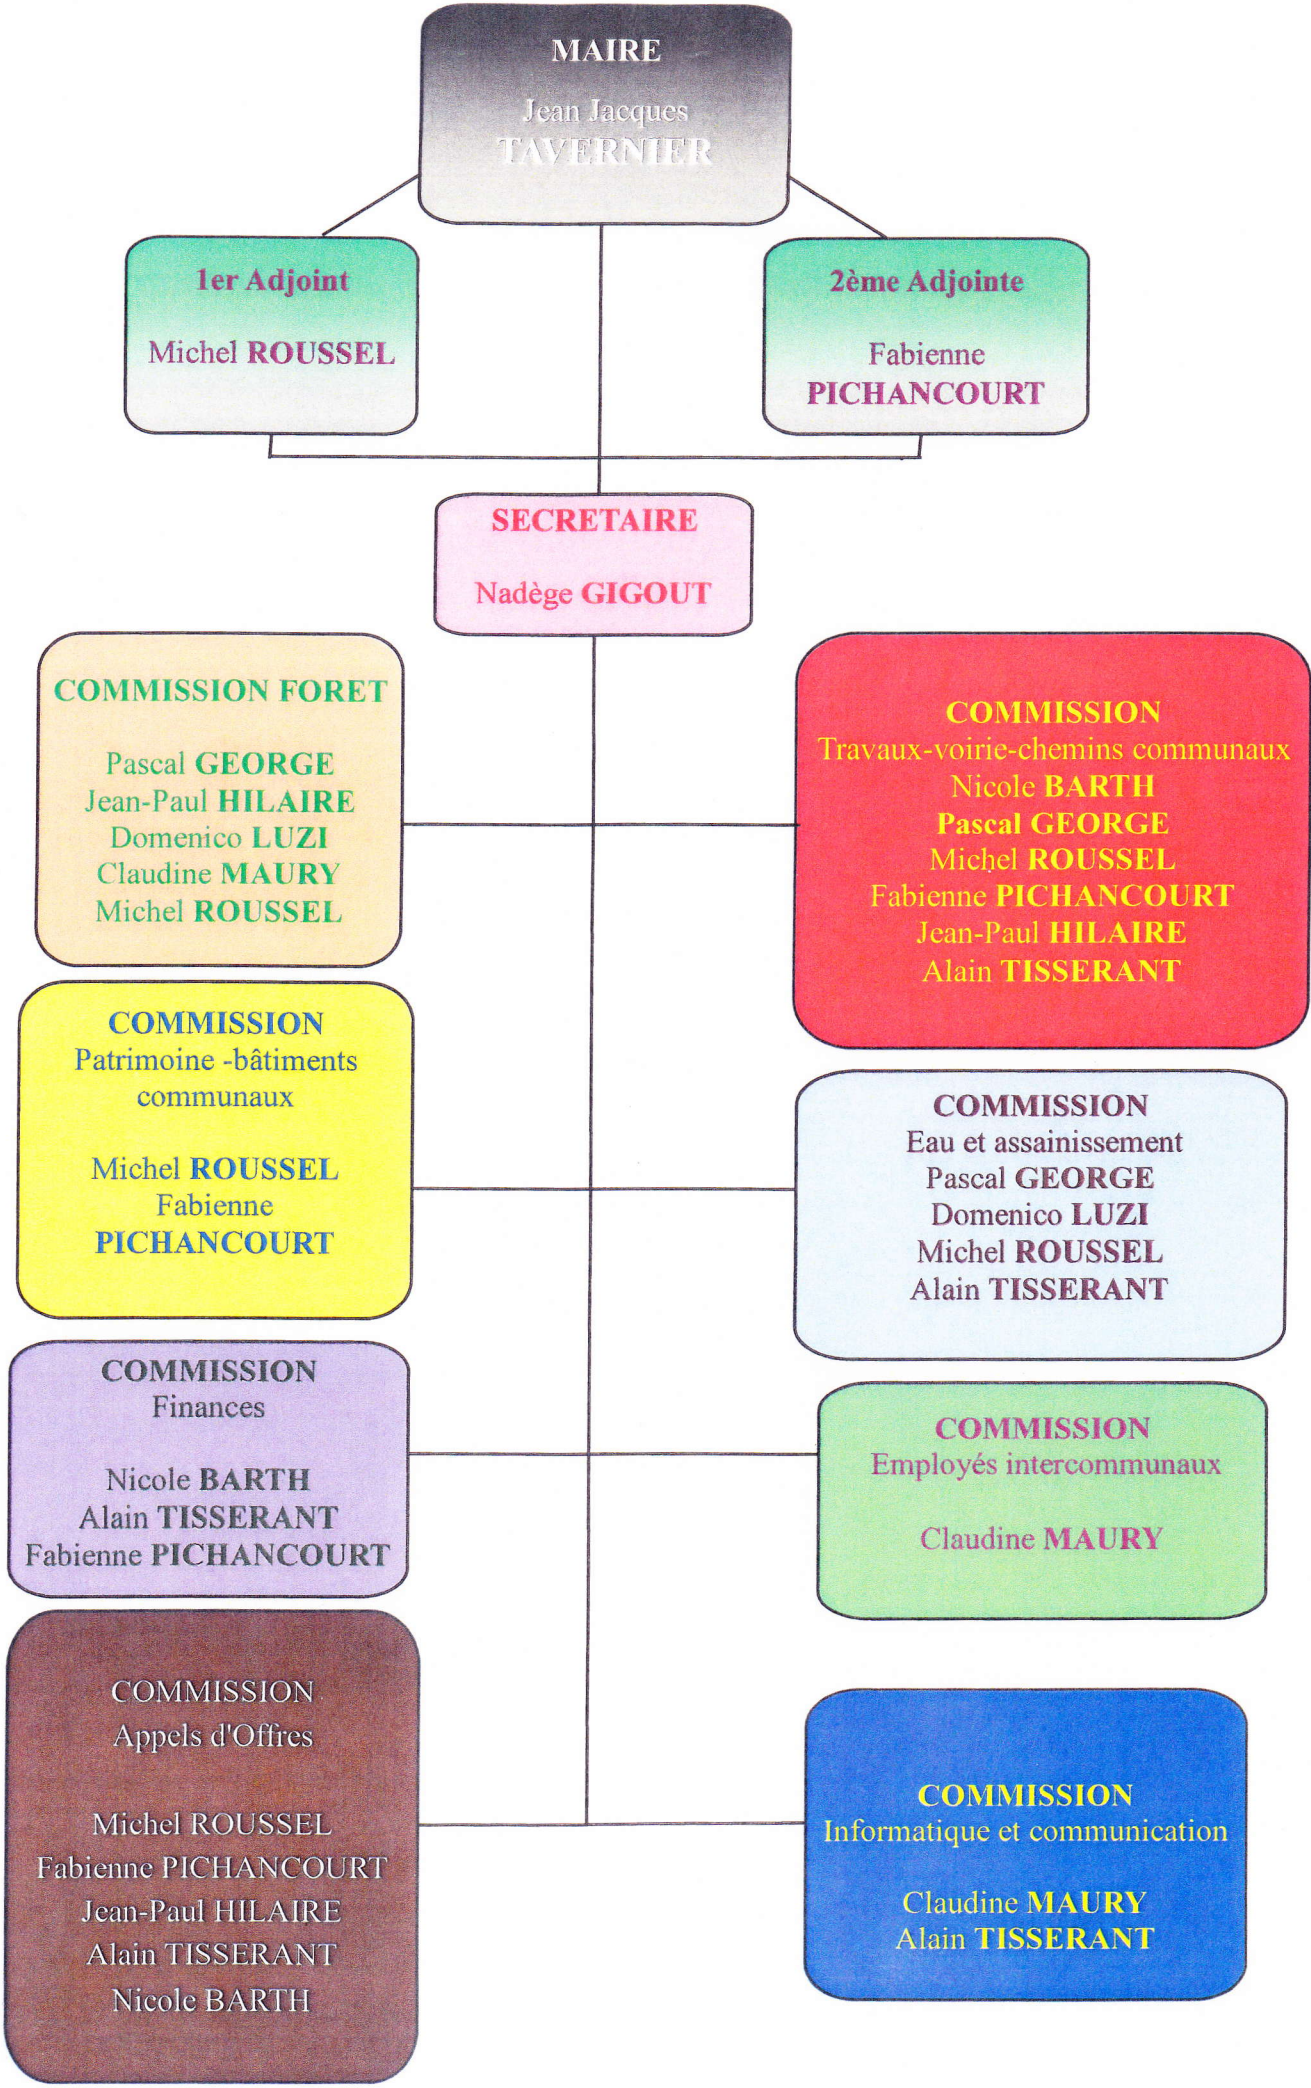 MAIRE
Jean Jacques
TAVERNIER
1er Adjoint
Michel ROUSSEL
2ème Adjointe
Fabienne
PICHANCOURT
SECRETAIRE
Nadège GIGOUT
COMMISSION FORET
Pascal GEORGE
Jean-Paul HILAIRE
Domenico LUZI
Claudine MAURY
Michel ROUSSEL
COMMISSION
Travaux-voirie-chemins communaux
Nicole BARTH
Pascal GEORGE
Michel ROUSSEL
Fabienne PICHANCOURT
Jean-Paul HILAIRE
Alain TISSERANT
COMMISSION
Patrimoine -bâtiments
communaux
Michel ROUSSEL
Fabienne
PICHANCOURT
COMMISSION
Eau et assainissement
Pascal GEORGE
Domenico LUZI
Michel ROUSSEL
Alain TISSERANT
COMMISSION
Finances
Nicole BARTH
Alain TISSERANT
Fabienne PICHANCOURT
COMMISSION
Employés intercommunaux
Claudine MAURY
COMMISSION
Appels d'Offres
Michel ROUSSEL
Fabienne PICHANCOURT
Jean-Paul HILAIRE
Alain TISSERANT
Nicole BARTH
COMMISSION
Informatique et communication
Claudine MAURY
Alain TISSERANT